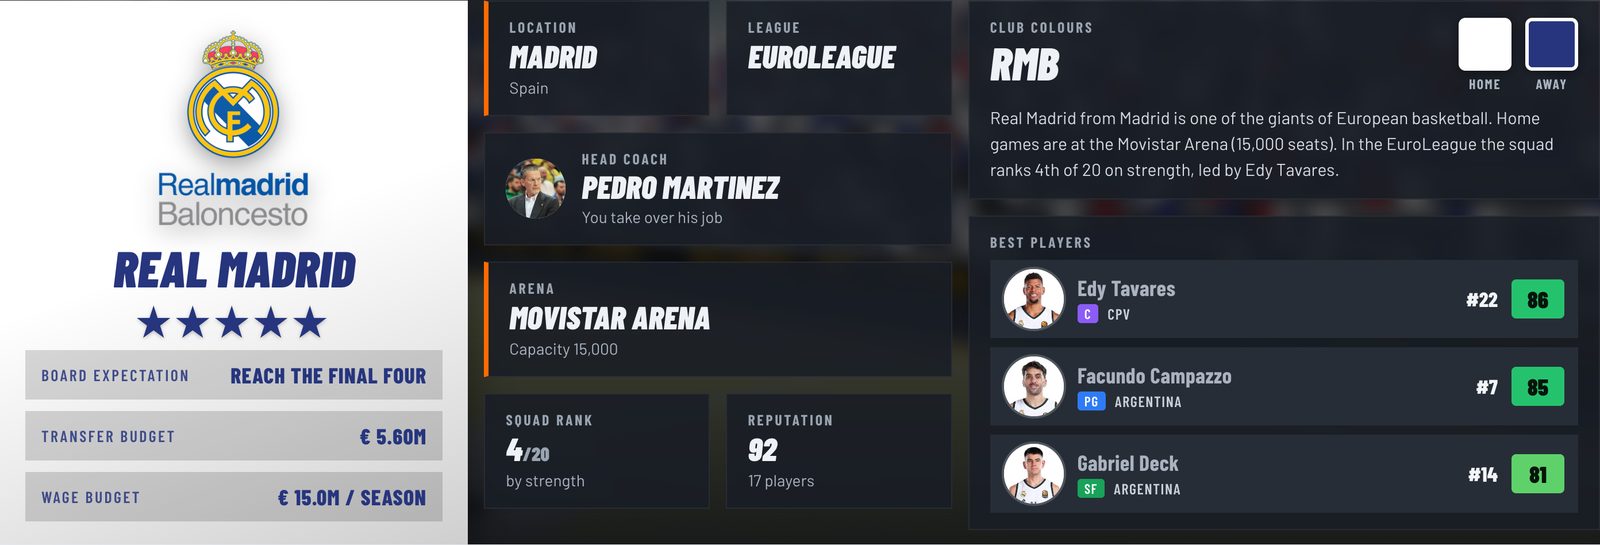 Realmadrid
Baloncesto
REAL MADRID
BOARD EXPECTATION REACH THE FINAL FOUR
TRANSFER BUDGET € 5.60M
WAGE BUDGET € 15.0M / SEASON
LOCATION
MADRID
Spain
LEAGUE
EUROLEAGUE
HEAD COACH
PEDRO MARTINEZ
You take over his job
ARENA
MOVISTAR ARENA
Capacity 15,000
SQUAD RANK
4/20
by strength
REPUTATION
92
17 players
CLUB COLOURS
RMB
HOME AWAY
Real Madrid from Madrid is one of the giants of European basketball. Home
games are at the Movistar Arena (15,000 seats). In the EuroLeague the squad
ranks 4th of 20 on strength, led by Edy Tavares.
BEST PLAYERS
Edy Tavares
C CPV
#22 86
Facundo Campazzo
PG ARGENTINA
#7 85
Gabriel Deck
SF ARGENTINA
#14 81